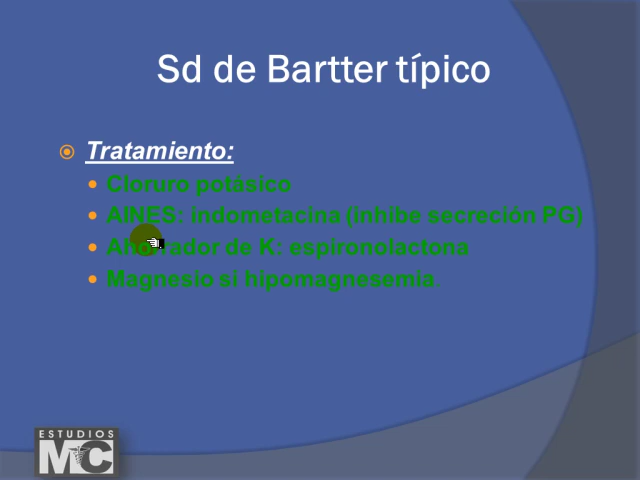 Sd de Bartter típico
Tratamiento:
Cloruro potásico
AINES: indometacina (inhibe secreción PG)
Ahorrador de K: espironolactona
Magnesio si hipomagnesemia.
ESTUDIOS
MC